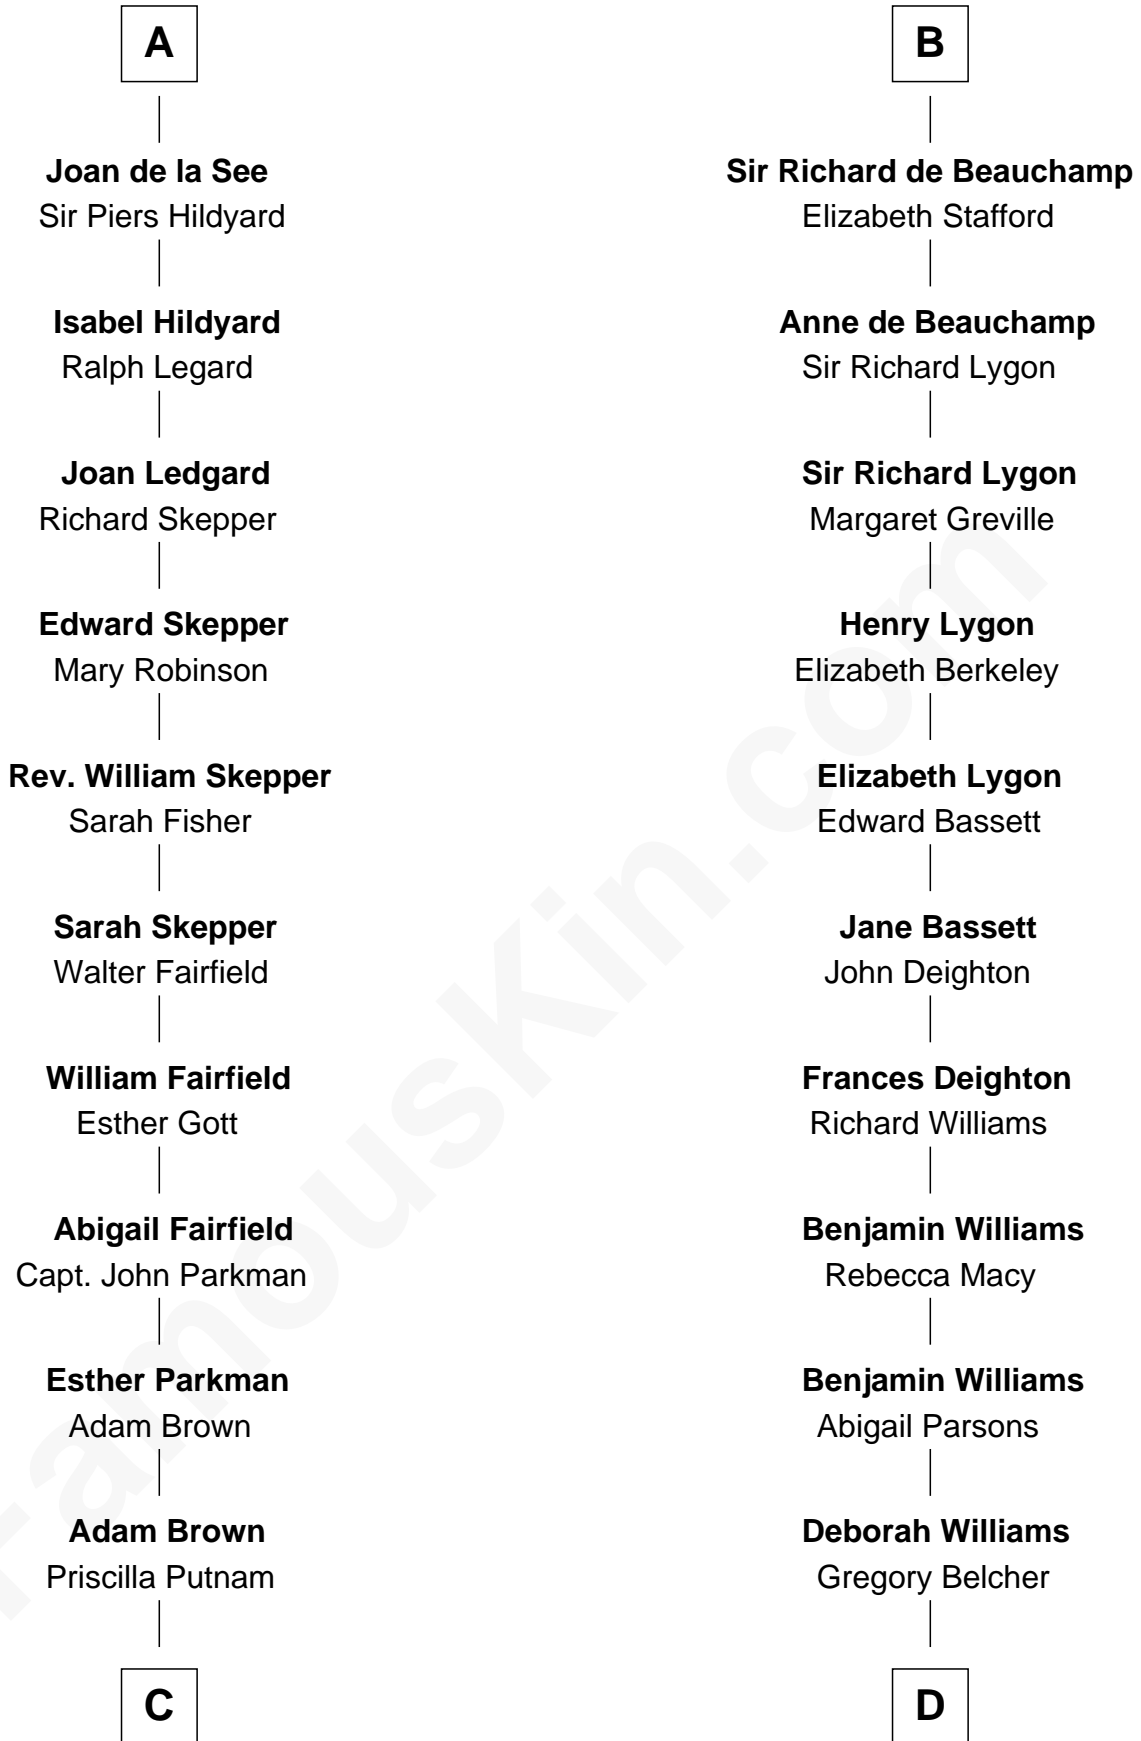 A
Joan de la See
Sir Piers Hildyard
Isabel Hildyard
Ralph Legard
Joan Ledgard
Richard Skepper
Edward Skepper
Mary Robinson
Rev. William Skepper
Sarah Fisher
Sarah Skepper
Walter Fairfield
William Fairfield
Esther Gott
Abigail Fairfield
Capt. John Parkman
Esther Parkman
Adam Brown
Adam Brown
Priscilla Putnam
C
B
Sir Richard de Beauchamp
Elizabeth Stafford
Anne de Beauchamp
Sir Richard Lygon
Sir Richard Lygon
Margaret Greville
Henry Lygon
Elizabeth Berkeley
Elizabeth Lygon
Edward Bassett
Jane Bassett
John Deighton
Frances Deighton
Richard Williams
Benjamin Williams
Rebecca Macy
Benjamin Williams
Abigail Parsons
Deborah Williams
Gregory Belcher
D
FamousKin.com